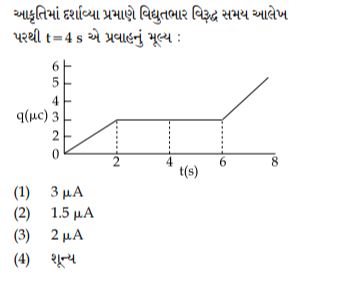 આકૃતિમાં દર્શાવ્યા પ્રમાણે વિદ્યુતભાર વિરૂદ્ધ સમય આલેખ
પરથી t=4 s એ પ્રવાહનું મૂલ્ય :
6
5
4
q(μc) 3
2
0
2 4 6 8
t(s)
(1) 3 μA
(2) 1.5 μA
(3) 2 μA
(4) શૂન્ય